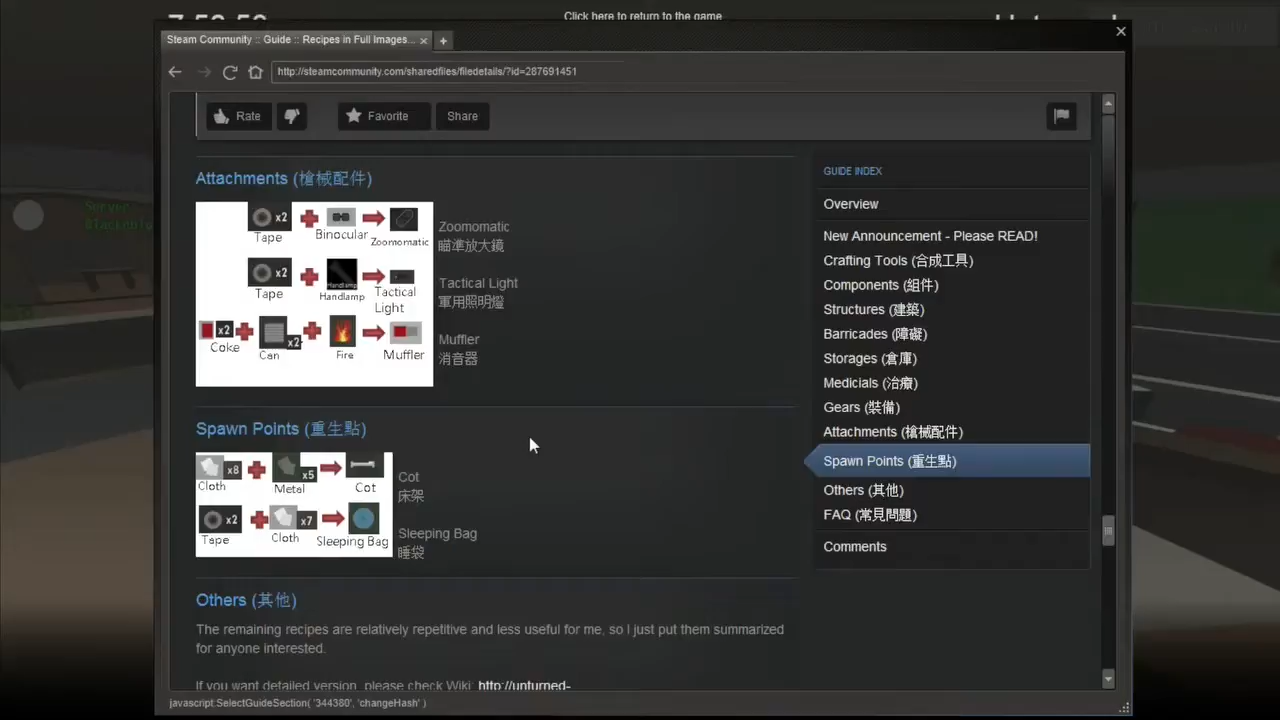 Click here to return to the game
Steam Community :: Guide :: Recipes in Full Images...
http://steamcommunity.com/sharedfiles/filedetails/?id=287691451
Rate
Favorite
Share
Attachments (槍械配件)
x2
Tape
Binocular
Zoomomatic
Zoomomatic
瞄準放大鏡
x2
Tape
Handlamp
Handlamp
Tactical
Light
Tactical Light
軍用照明燈
x2
Coke
x2
Can
Fire
Muffler
Muffler
消音器
Spawn Points (重生點)
x8
Cloth
x5
Metal
Cot
Cot
床架
x2
Tape
x7
Cloth
Sleeping Bag
Sleeping Bag
睡袋
Others (其他)
The remaining recipes are relatively repetitive and less useful for me, so I just put them summarized
for anyone interested.
If you want detailed version, please check Wiki: http://unturned-
GUIDE INDEX
Overview
New Announcement - Please READ!
Crafting Tools (合成工具)
Components (組件)
Structures (建築)
Barricades (障礙)
Storages (倉庫)
Medicials (治療)
Gears (裝備)
Attachments (槍械配件)
Spawn Points (重生點)
Others (其他)
FAQ (常見問題)
Comments
javascript:SelectGuideSection( '344380', 'changeHash' )